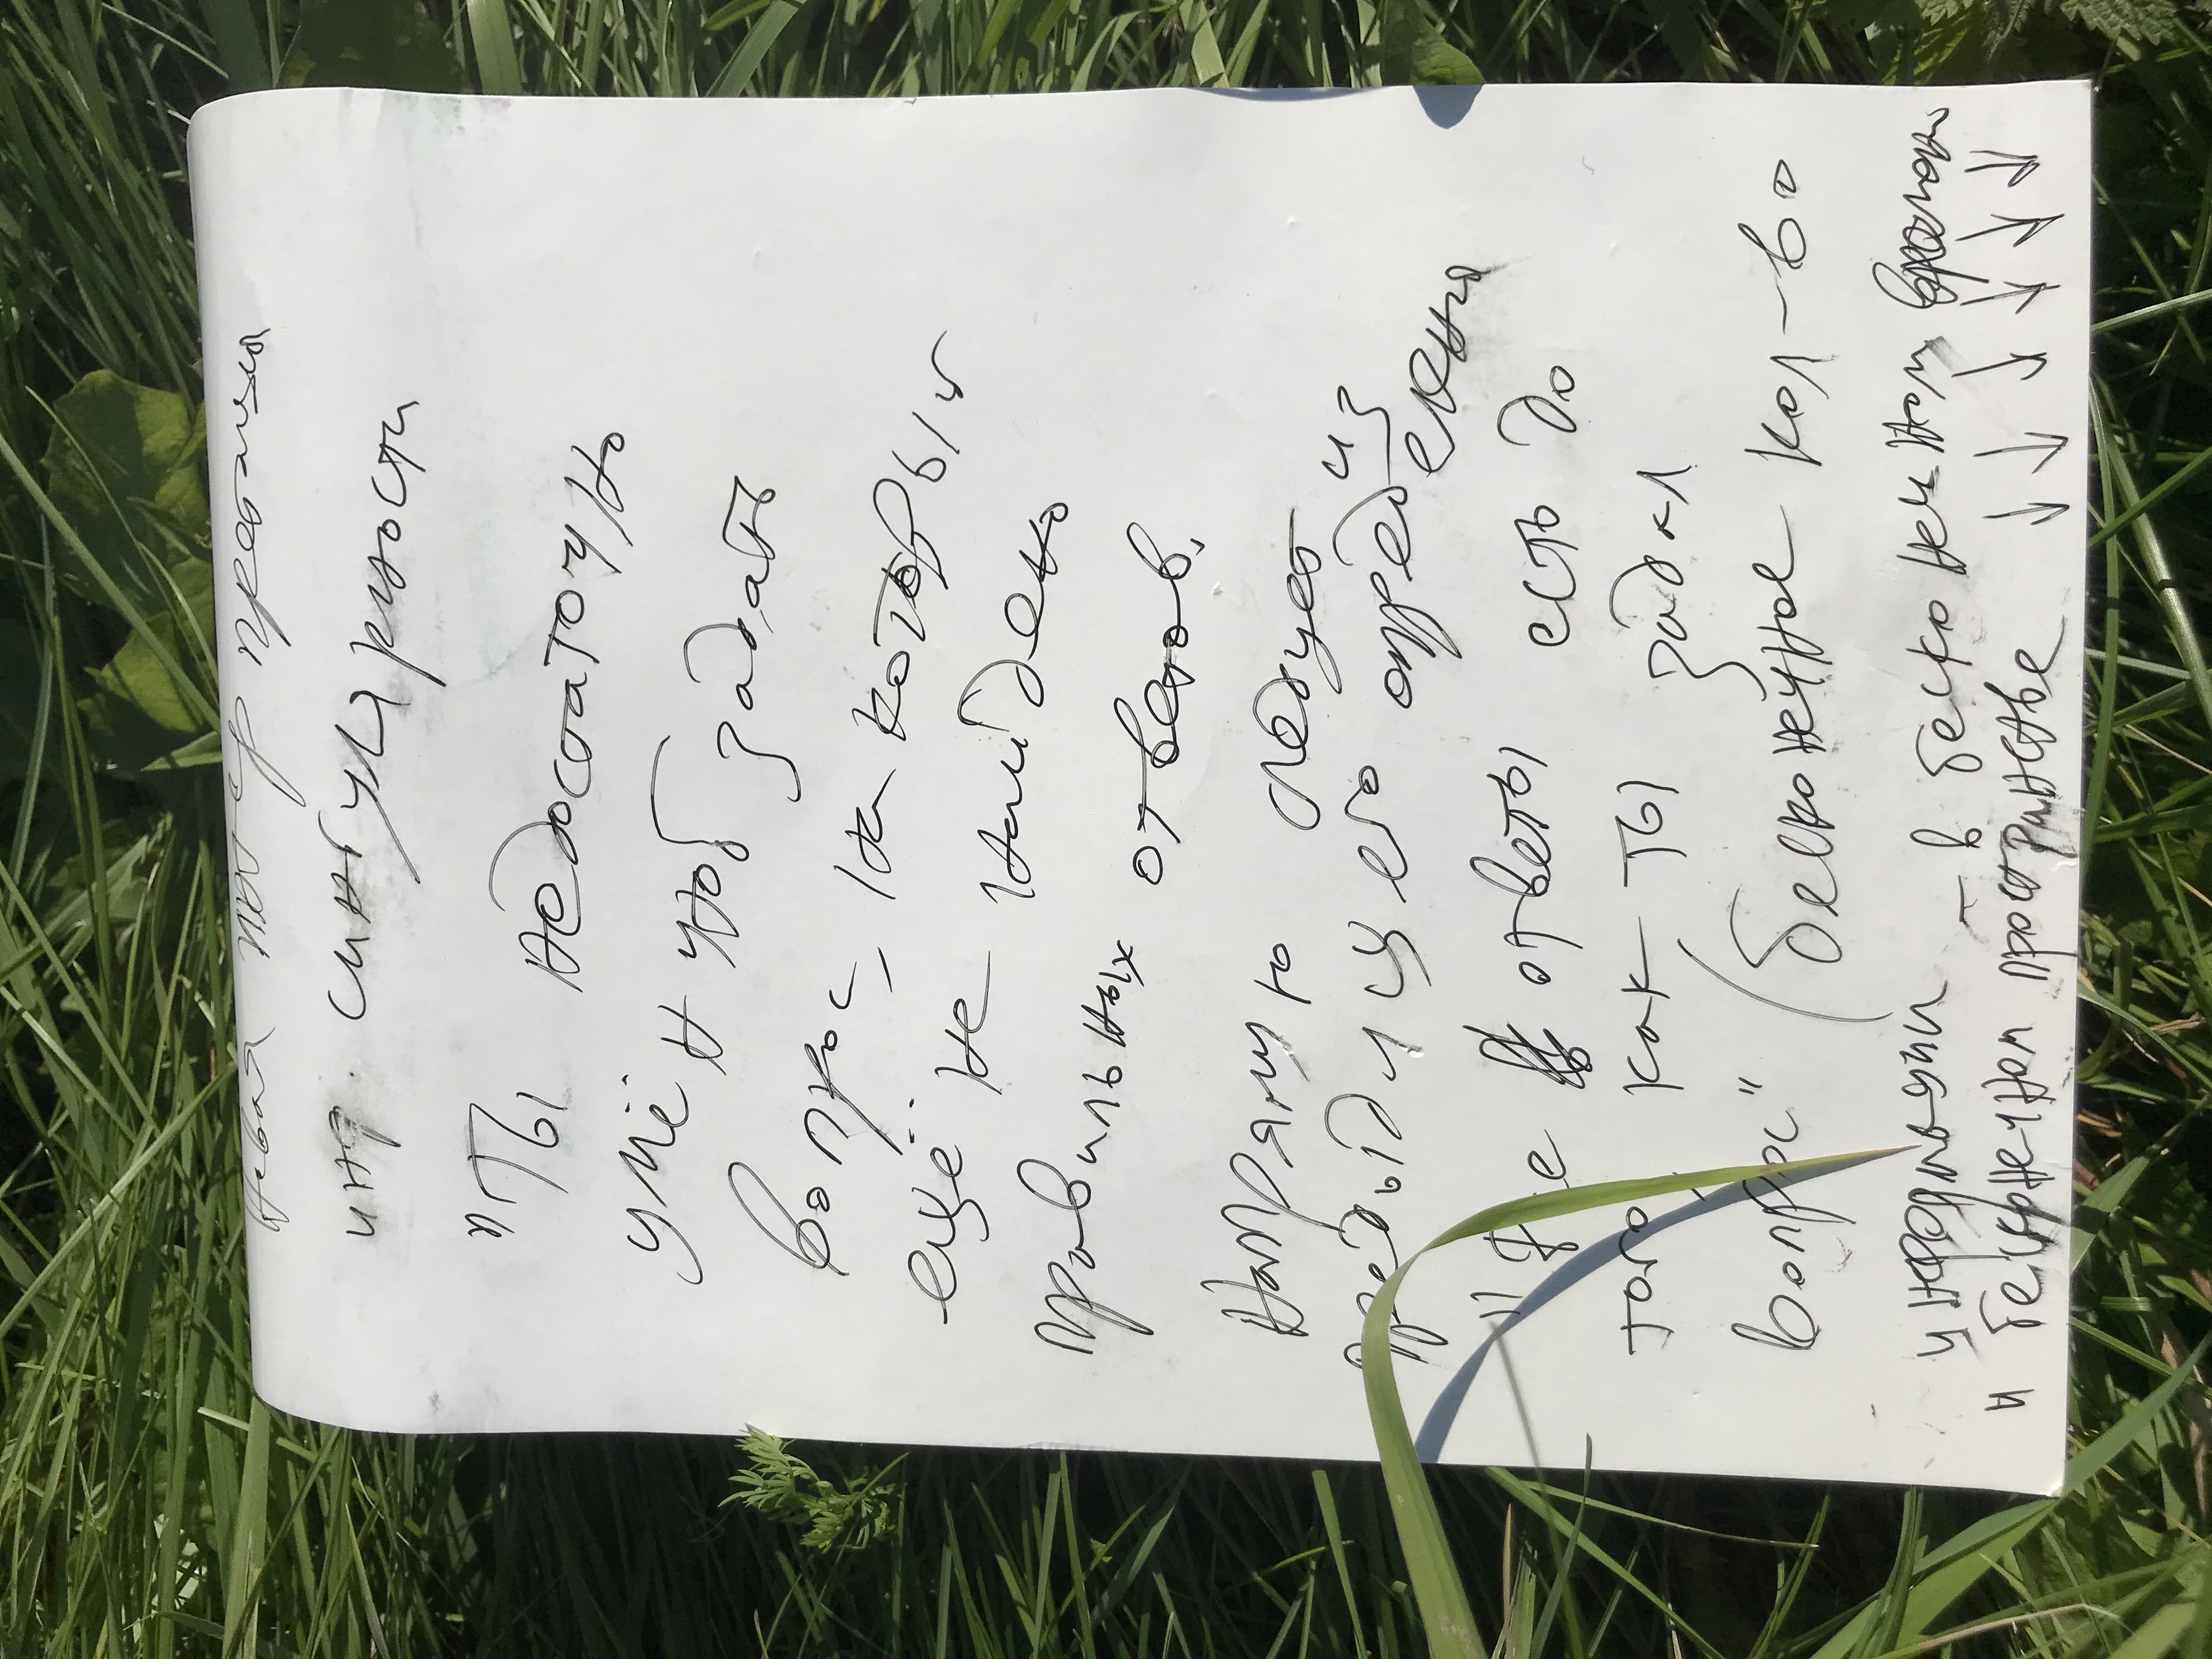 новая
инф. сингулярности
"Ты недостаточно
умён чтоб задать
вопрос, на который
ещё не найдено
правильных ответов.
Напрямую следует
из
предыдущего определения
"Все ответы есть до
того, как ты задал
вопрос" (бесконечное кол-во
информации – в бесконечном времени
и бесконечном пространстве ↓ ↓ ↓ ↓ ↓ ↓